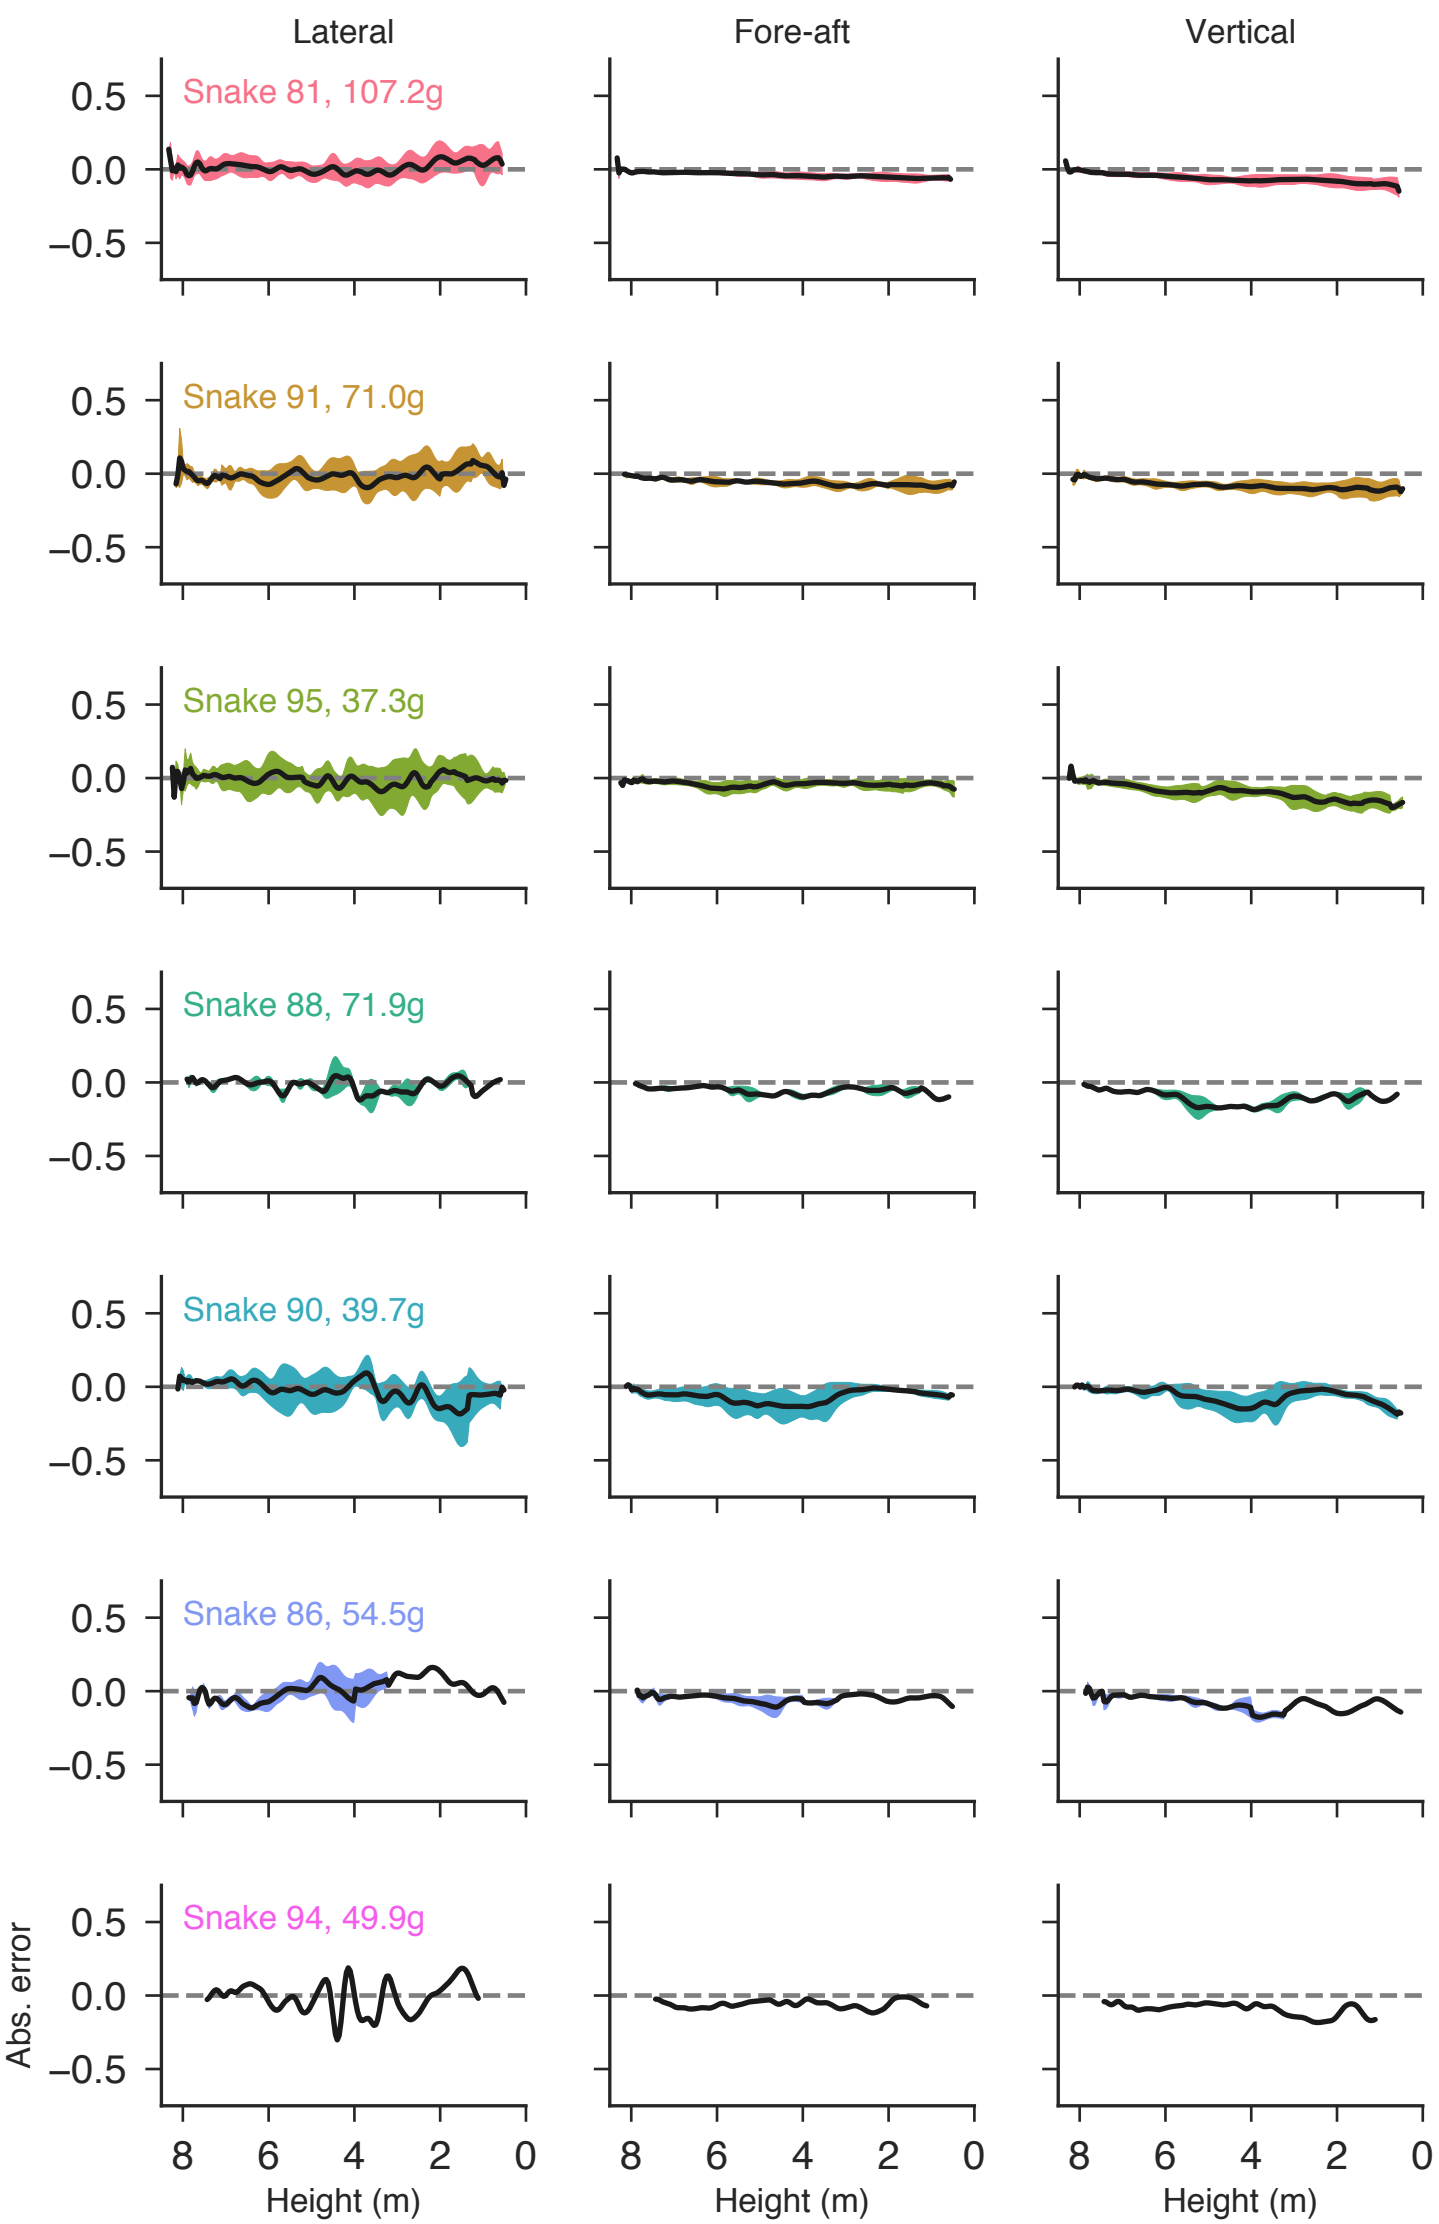 Lateral Fore-aft Vertical
Snake 81, 107.2g
0.5
0.0
−0.5
Snake 91, 71.0g
0.5
0.0
−0.5
Snake 95, 37.3g
0.5
0.0
−0.5
Snake 88, 71.9g
0.5
0.0
−0.5
Snake 90, 39.7g
0.5
0.0
−0.5
Snake 86, 54.5g
0.5
0.0
−0.5
Snake 94, 49.9g
0.5
0.0
−0.5
Abs. error
8 6 4 2 0 8 6 4 2 0 8 6 4 2 0
Height (m) Height (m) Height (m)